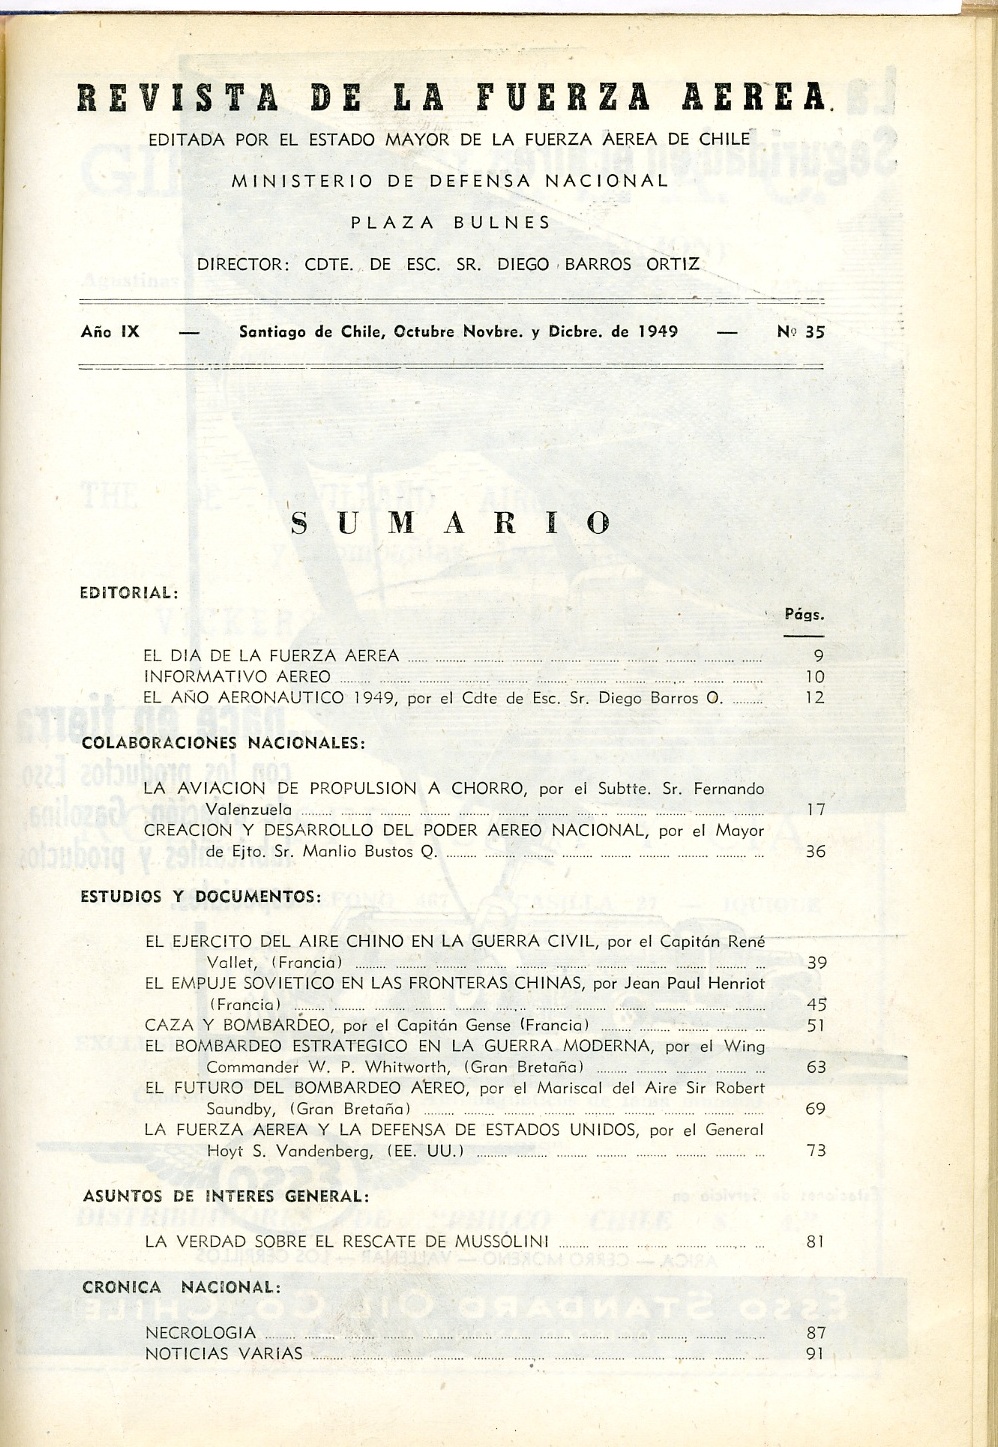 REVISTA DE LA FUERZA AEREA.
EDITADA POR EL ESTADO MAYOR DE LA FUERZA AEREA DE CHILE
MINISTERIO DE DEFENSA NACIONAL
PLAZA BULNES
DIRECTOR: CDTE. DE ESC. SR. DIEGO BARROS ORTIZ
Año IX — Santiago de Chile, Octubre Novbre. y Dicbre. de 1949 — Nº 35
SUMARIO
EDITORIAL:
Págs.
EL DIA DE LA FUERZA AEREA ...... 9
INFORMATIVO AEREO ...... 10
EL AÑO AERONAUTICO 1949, por el Cdte de Esc. Sr. Diego Barros O. ...... 12
COLABORACIONES NACIONALES:
LA AVIACION DE PROPULSION A CHORRO, por el Subtte. Sr. Fernando
Valenzuela ...... 17
CREACION Y DESARROLLO DEL PODER AEREO NACIONAL, por el Mayor
de Ejto. Sr. Manlio Bustos Q. ...... 36
ESTUDIOS Y DOCUMENTOS:
EL EJERCITO DEL AIRE CHINO EN LA GUERRA CIVIL, por el Capitán René
Vallet, (Francia) ...... 39
EL EMPUJE SOVIETICO EN LAS FRONTERAS CHINAS, por Jean Paul Henriot
(Francia) ...... 45
CAZA Y BOMBARDEO, por el Capitán Gense (Francia) ...... 51
EL BOMBARDEO ESTRATEGICO EN LA GUERRA MODERNA, por el Wing
Commander W. P. Whitworth, (Gran Bretaña) ...... 63
EL FUTURO DEL BOMBARDEO AEREO, por el Mariscal del Aire Sir Robert
Saundby, (Gran Bretaña) ...... 69
LA FUERZA AEREA Y LA DEFENSA DE ESTADOS UNIDOS, por el General
Hoyt S. Vandenberg, (EE. UU.) ...... 73
ASUNTOS DE INTERES GENERAL:
LA VERDAD SOBRE EL RESCATE DE MUSSOLINI ...... 81
CRONICA NACIONAL:
NECROLOGIA ...... 87
NOTICIAS VARIAS ...... 91